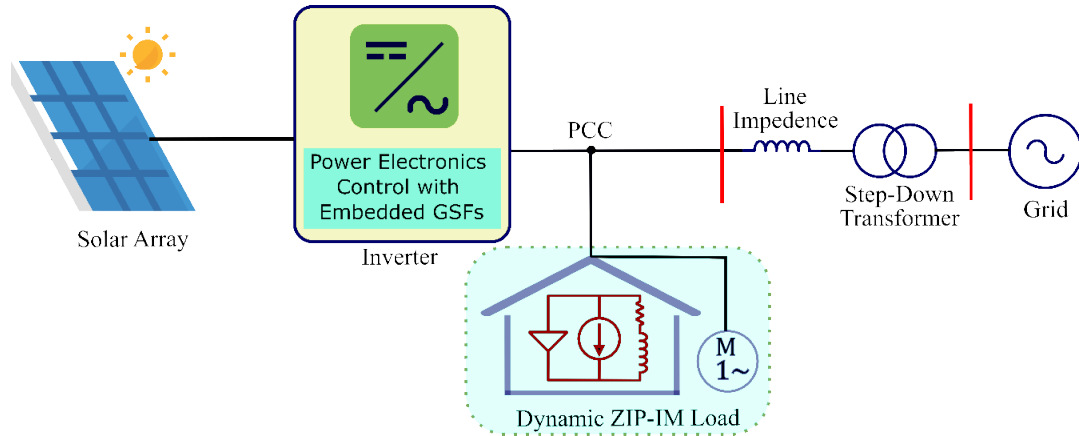 Solar Array
Power Electronics
Control with
Embedded GSFs
Inverter
PCC
Line
Impedence
Step-Down
Transformer
Grid
M
1~
Dynamic ZIP-IM Load